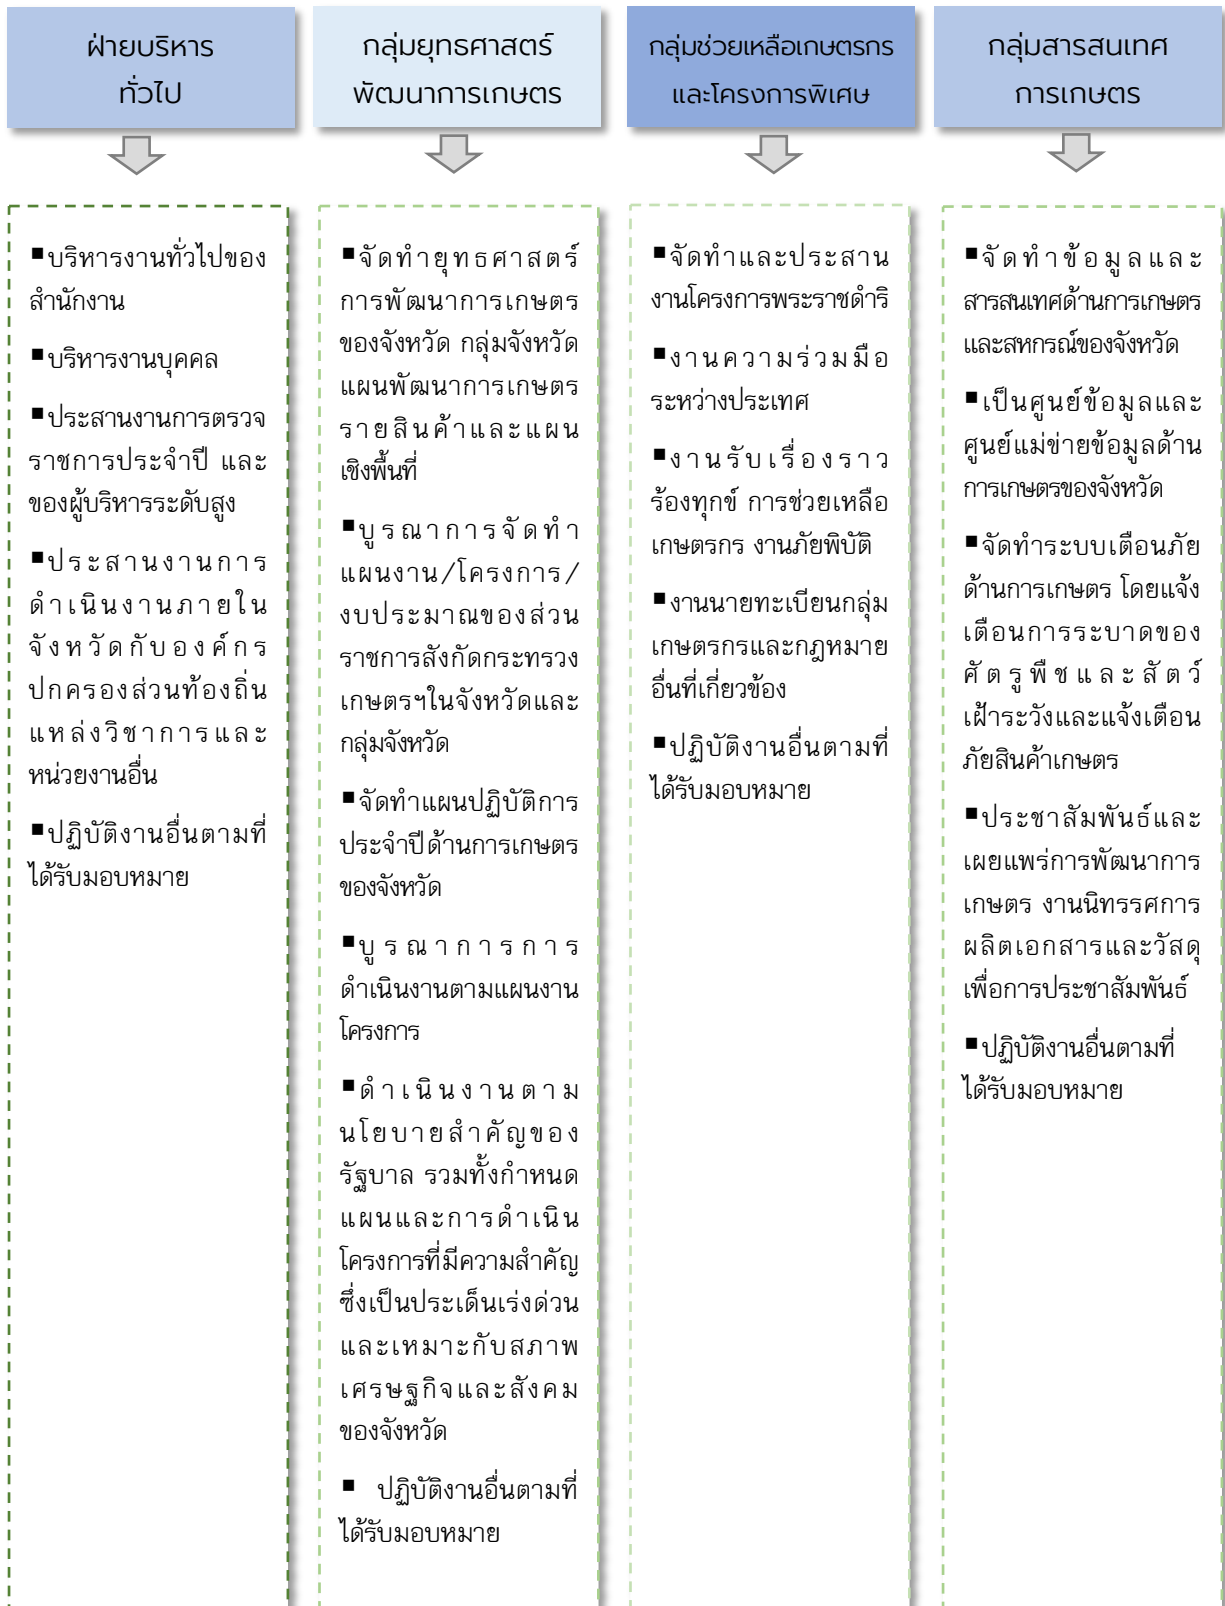 ฝ่ายบริหาร
ทั่วไป
กลุ่มยุทธศาสตร์
พัฒนาการเกษตร
กลุ่มช่วยเหลือเกษตรกร
และโครงการพิเศษ
กลุ่มสารสนเทศ
การเกษตร
▪บริหารงานทั่วไปของ
สำนักงาน
▪บริหารงานบุคคล
▪ประสานงานการตรวจ
ราชการประจำปี และ
ของผู้บริหารระดับสูง
▪ประสานงานการ
ดำเนินงานภายใน
จังหวัดกับองค์กร
ปกครองส่วนท้องถิ่น
แหล่งวิชาการและ
หน่วยงานอื่น
▪ปฏิบัติงานอื่นตามที่
ได้รับมอบหมาย
▪จัดทำยุทธศาสตร์
การพัฒนาการเกษตร
ของจังหวัด กลุ่มจังหวัด
แผนพัฒนาการเกษตร
รายสินค้าและแผน
เชิงพื้นที่
▪บูรณาการจัดทำ
แผนงาน/โครงการ/
งบประมาณของส่วน
ราชการสังกัดกระทรวง
เกษตรฯในจังหวัดและ
กลุ่มจังหวัด
▪จัดทำแผนปฏิบัติการ
ประจำปีด้านการเกษตร
ของจังหวัด
▪บูรณาการการ
ดำเนินงานตามแผนงาน
โครงการ
▪ดำเนินงานตาม
นโยบายสำคัญของ
รัฐบาล รวมทั้งกำหนด
แผนและการดำเนิน
โครงการที่มีความสำคัญ
ซึ่งเป็นประเด็นเร่งด่วน
และเหมาะกับสภาพ
เศรษฐกิจและสังคม
ของจังหวัด
▪ ปฏิบัติงานอื่นตามที่
ได้รับมอบหมาย
▪จัดทำและประสาน
งานโครงการพระราชดำริ
▪งานความร่วมมือ
ระหว่างประเทศ
▪งานรับเรื่องราว
ร้องทุกข์ การช่วยเหลือ
เกษตรกร งานภัยพิบัติ
▪งานนายทะเบียนกลุ่ม
เกษตรกรและกฎหมาย
อื่นที่เกี่ยวข้อง
▪ปฏิบัติงานอื่นตามที่
ได้รับมอบหมาย
▪จัดทำข้อมูลและ
สารสนเทศด้านการเกษตร
และสหกรณ์ของจังหวัด
▪เป็นศูนย์ข้อมูลและ
ศูนย์แม่ข่ายข้อมูลด้าน
การเกษตรของจังหวัด
▪จัดทำระบบเตือนภัย
ด้านการเกษตร โดยแจ้ง
เตือนการระบาดของ
ศัตรูพืชและสัตว์
เฝ้าระวังและแจ้งเตือน
ภัยสินค้าเกษตร
▪ประชาสัมพันธ์และ
เผยแพร่การพัฒนาการ
เกษตร งานนิทรรศการ
ผลิตเอกสารและวัสดุ
เพื่อการประชาสัมพันธ์
▪ปฏิบัติงานอื่นตามที่
ได้รับมอบหมาย